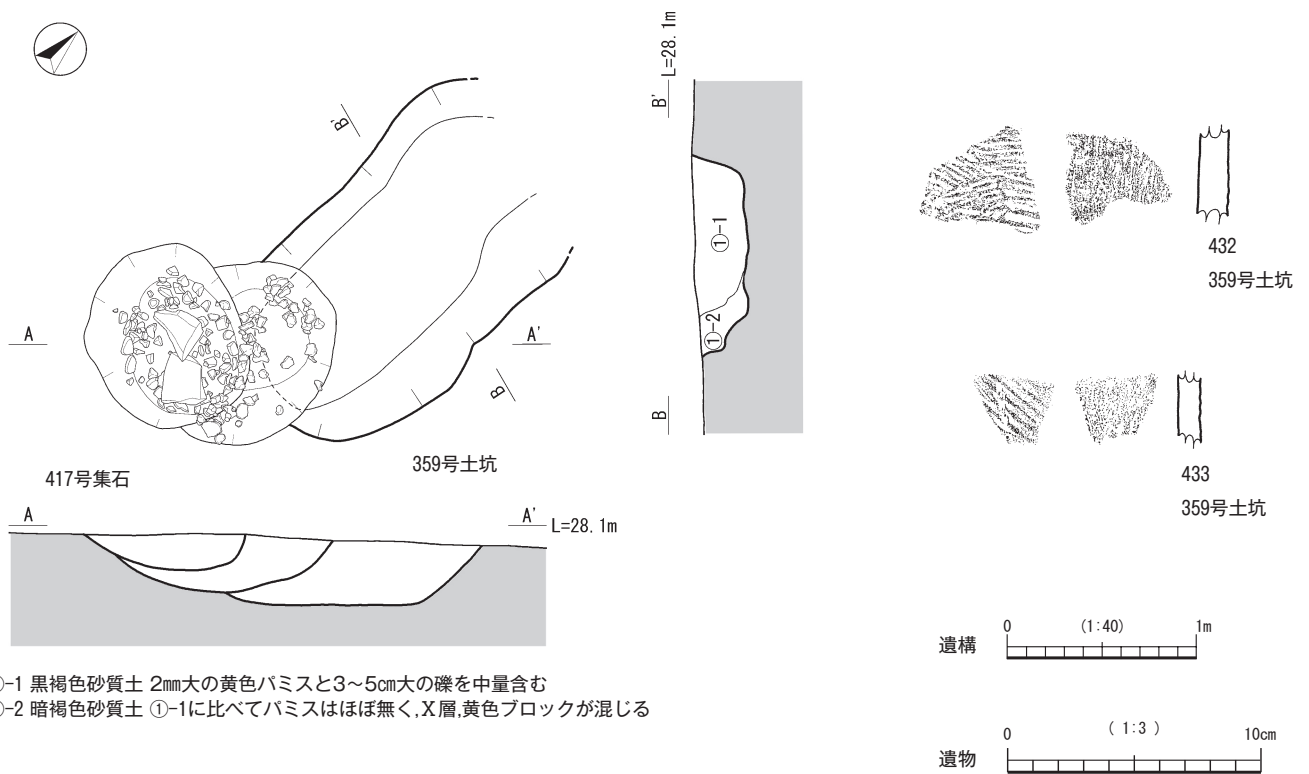 B'
A
A'
B
417号集石
359号土坑
A
A'
L=28.1m
L=28.1m
B'
①-1
①-2
B
432
359号土坑
433
359号土坑
遺構
0
(1:40)
1m
遺物
0
( 1:3 )
10cm
①-1 黒褐色砂質土 2㎜大の黄色パミスと3～5㎝大の礫を中量含む
①-2 暗褐色砂質土 ①-1に比べてパミスはほぼ無く,Ⅹ層,黄色ブロックが混じる